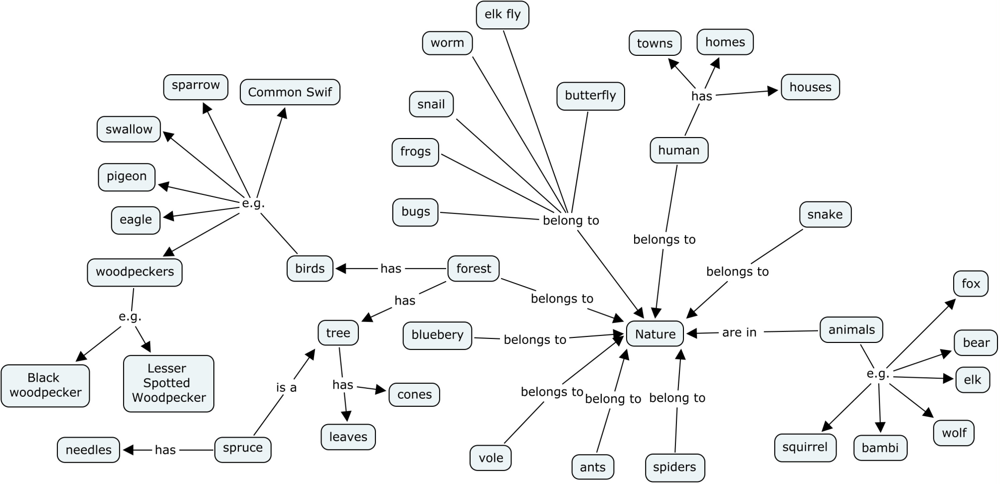 elk fly
worm
towns
homes
sparrow
Common Swif
butterfly
houses
has
snail
swallow
frogs
human
pigeon
e.g.
eagle
bugs
belong to
snake
belongs to
woodpeckers
birds
has
forest
belongs to
fox
has
belongs to
e.g.
tree
bluebery
belongs to
Nature
are in
animals
bear
Black
woodpecker
Lesser
Spotted
Woodpecker
is a
has
cones
belongs to
belong to
belong to
e.g.
elk
needles
has
spruce
leaves
vole
ants
spiders
squirrel
bambi
wolf